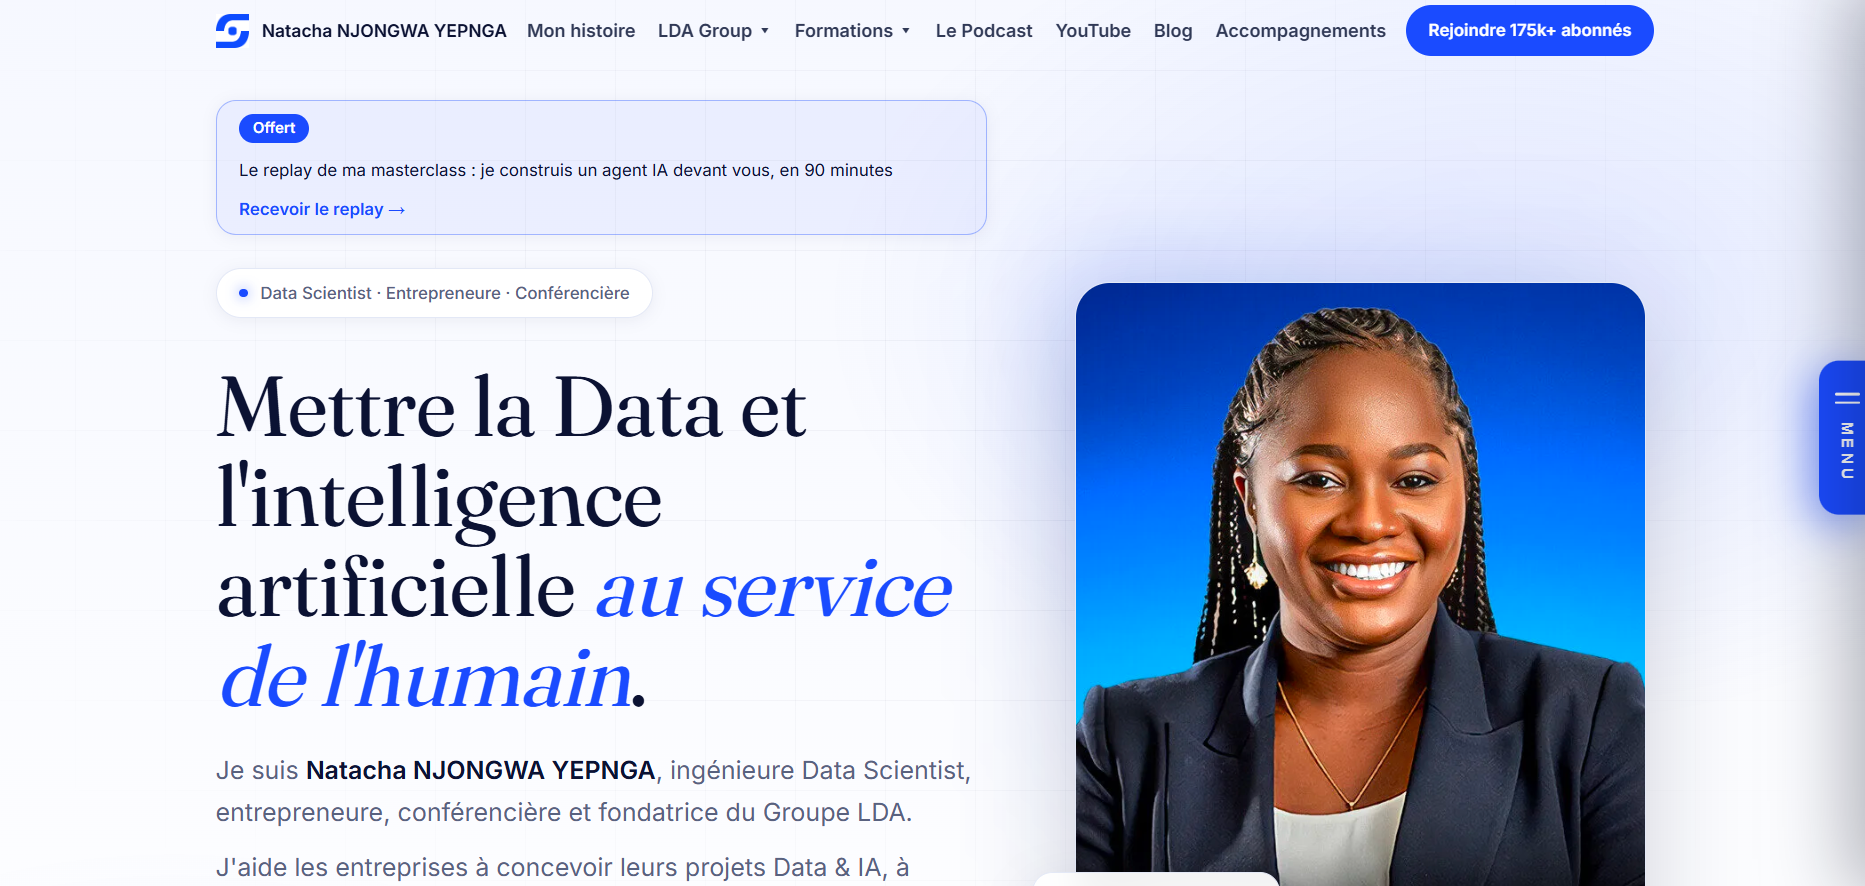 Natacha NJONGWA YEPNGA Mon histoire LDA Group Formations Le Podcast YouTube Blog Accompagnements Rejoindre 175k+ abonnés
Offert
Le replay de ma masterclass : je construis un agent IA devant vous, en 90 minutes
Recevoir le replay →
Data Scientist · Entrepreneure · Conférencière
Mettre la Data et
l'intelligence
artificielle au service
de l'humain.
Je suis Natacha NJONGWA YEPNGA, ingénieure Data Scientist,
entrepreneure, conférencière et fondatrice du Groupe LDA.
J'aide les entreprises à concevoir leurs projets Data & IA, à
MENU